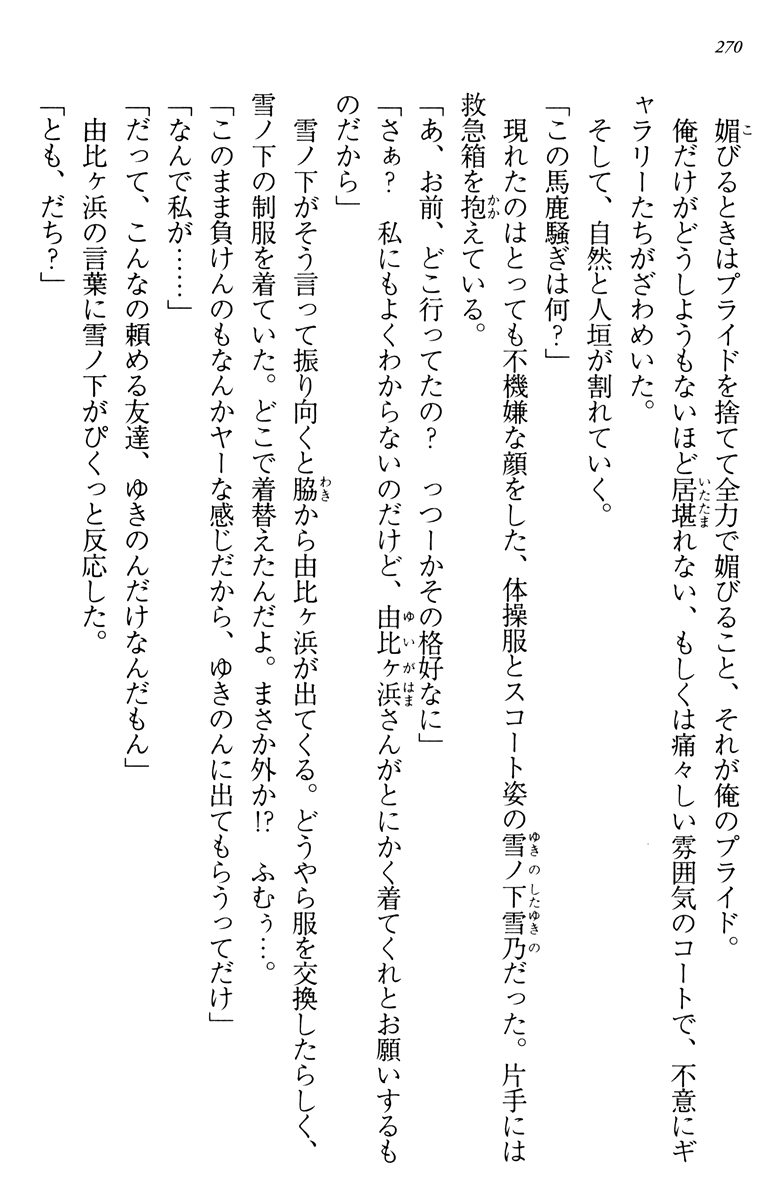 270
媚びるときはプライドを捨てて全力で媚びること、それが俺のプライド。
俺だけがどうしようもないほど居堪れない、もしくは痛々しい雰囲気のコートで、不意にギ
ャラリーたちがざわめいた。
そして、自然と人垣が割れていく。
「この馬鹿騒ぎは何？」
現れたのはとっても不機嫌な顔をした、体操服とスコート姿の雪ノ下雪乃だった。片手には
救急箱を抱えている。
「あ、お前、どこ行ってたの？　っつーかその格好なに」
「さぁ？　私にもよくわからないのだけど、由比ヶ浜さんがとにかく着てくれとお願いするも
のだから」
雪ノ下がそう言って振り向くと脇から由比ヶ浜が出てくる。どうやら服を交換したらしく、
雪ノ下の制服を着ていた。どこで着替えたんだよ。まさか外か!?　ふむぅ…。
「このまま負けんのもなんかヤーな感じだから、ゆきのんに出てもらうってだけ」
「なんで私が……」
「だって、こんなの頼める友達、ゆきのんだけなんだもん」
由比ヶ浜の言葉に雪ノ下がぴくっと反応した。
「とも、だち？」